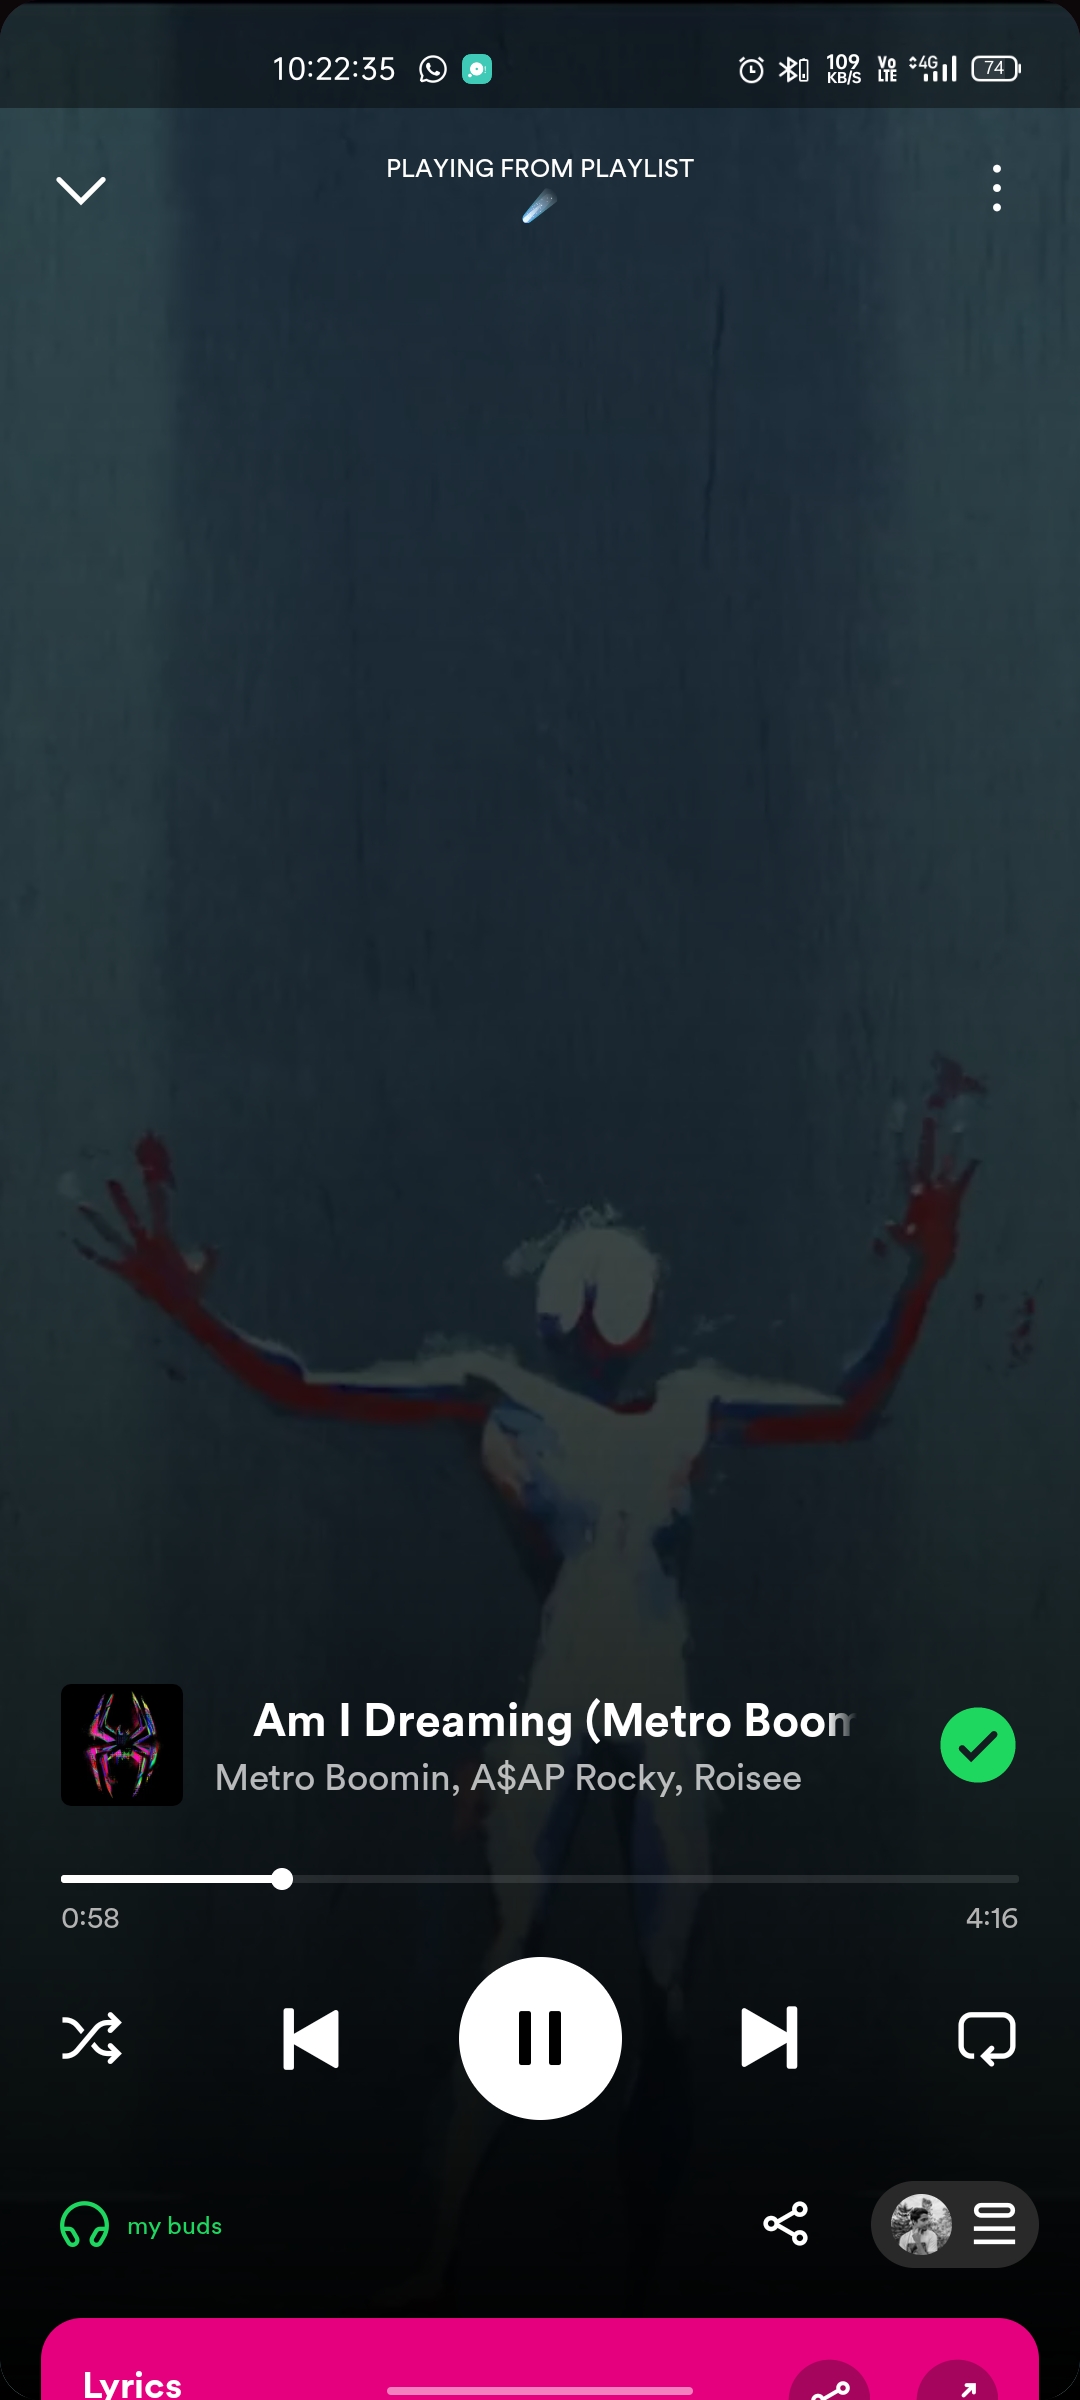 10:22:35 109 KB/S Vo LTE 4G 74
PLAYING FROM PLAYLIST
Am I Dreaming (Metro Boom
Metro Boomin, A$AP Rocky, Roisee
0:58 4:16
my buds
Lyrics